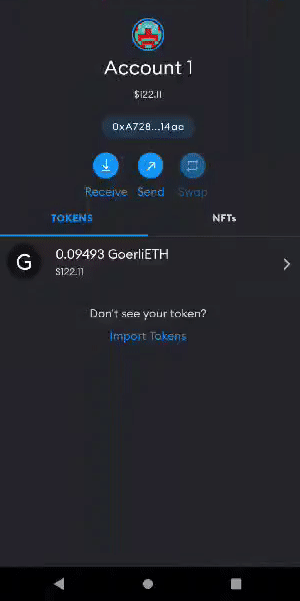 Account 1
$122.11
0xA728...14ac
Receive Send Swap
TOKENS NFTs
G
0.09493 GoerliETH
$122.11
Don't see your token?
Import Tokens